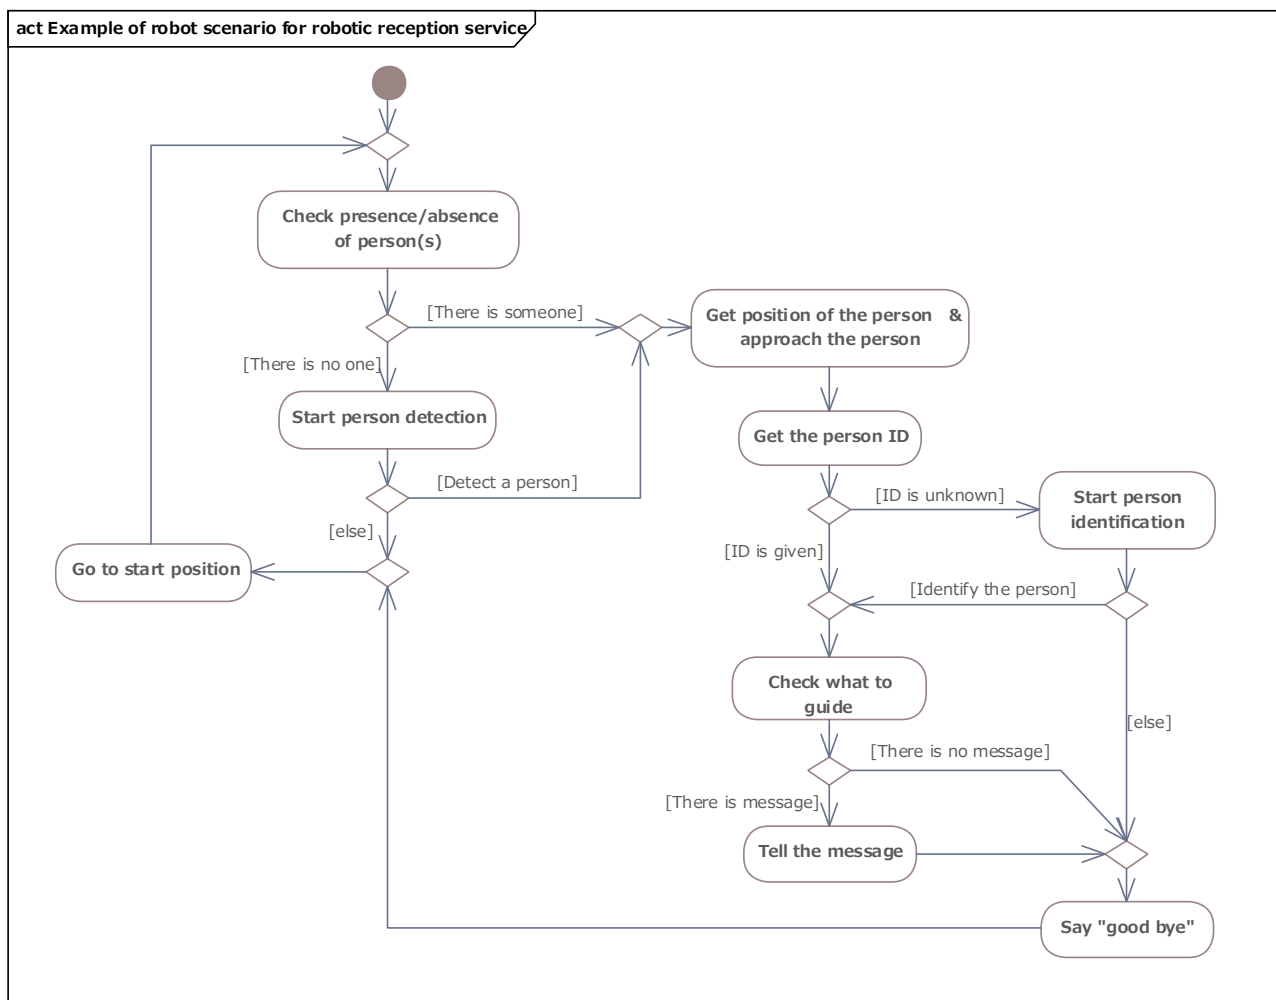 act Example of robot scenario for robotic reception service
Check presence/absence
of person(s)
[There is someone]
Get position of the person &
approach the person
[There is no one]
Start person detection
Get the person ID
[Detect a person]
[ID is unknown]
Start person
identification
[else]
[ID is given]
Go to start position
[Identify the person]
Check what to
guide
[else]
[There is no message]
[There is message]
Tell the message
Say "good bye"